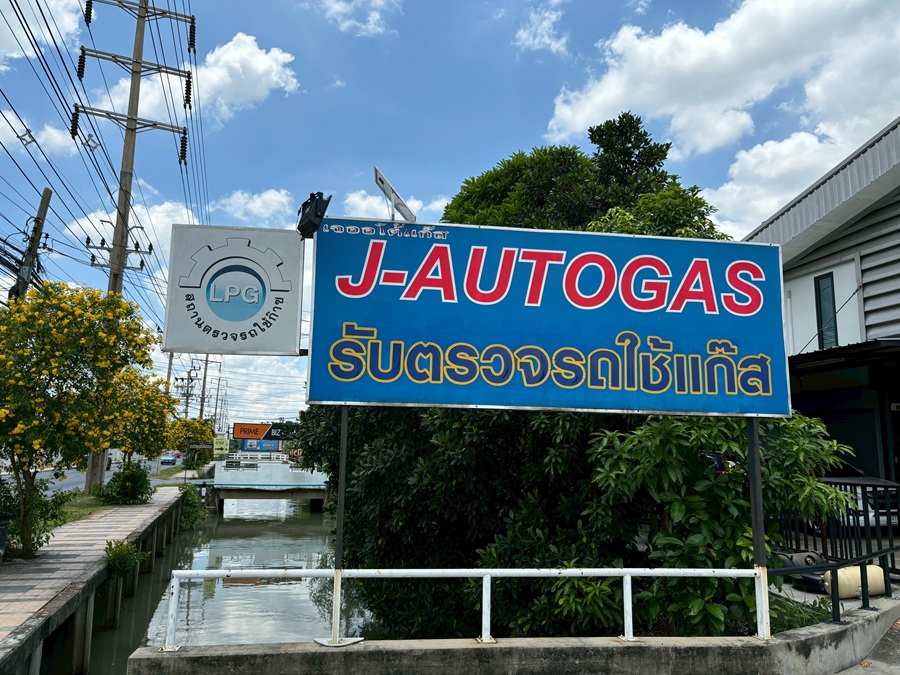 LPG
สถานตรวจรถใช้ก๊าซ
เจออโต้แก๊ส
J-AUTOGAS
รับตรวจรถใช้แก๊ส
PRIME BIZ